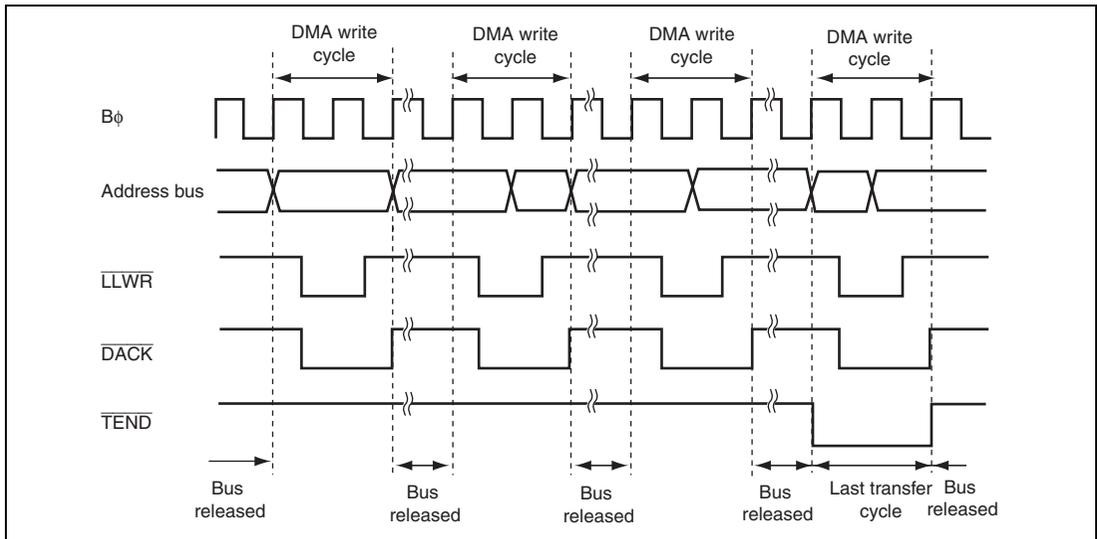 DMA write
cycle
DMA write
cycle
DMA write
cycle
DMA write
cycle
Bϕ
Address bus
LLWR
DACK
TEND
Bus
released
Bus
released
Bus
released
Bus
released
Last transfer
cycle
Bus
released